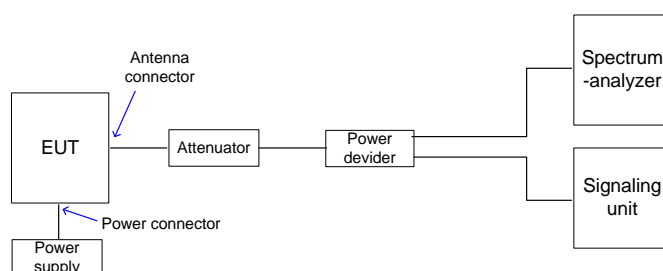 Antenna
connector
Spectrum
-analyzer
EUT
Attenuator
Power
devider
Signaling
unit
Power connector
Power
supply